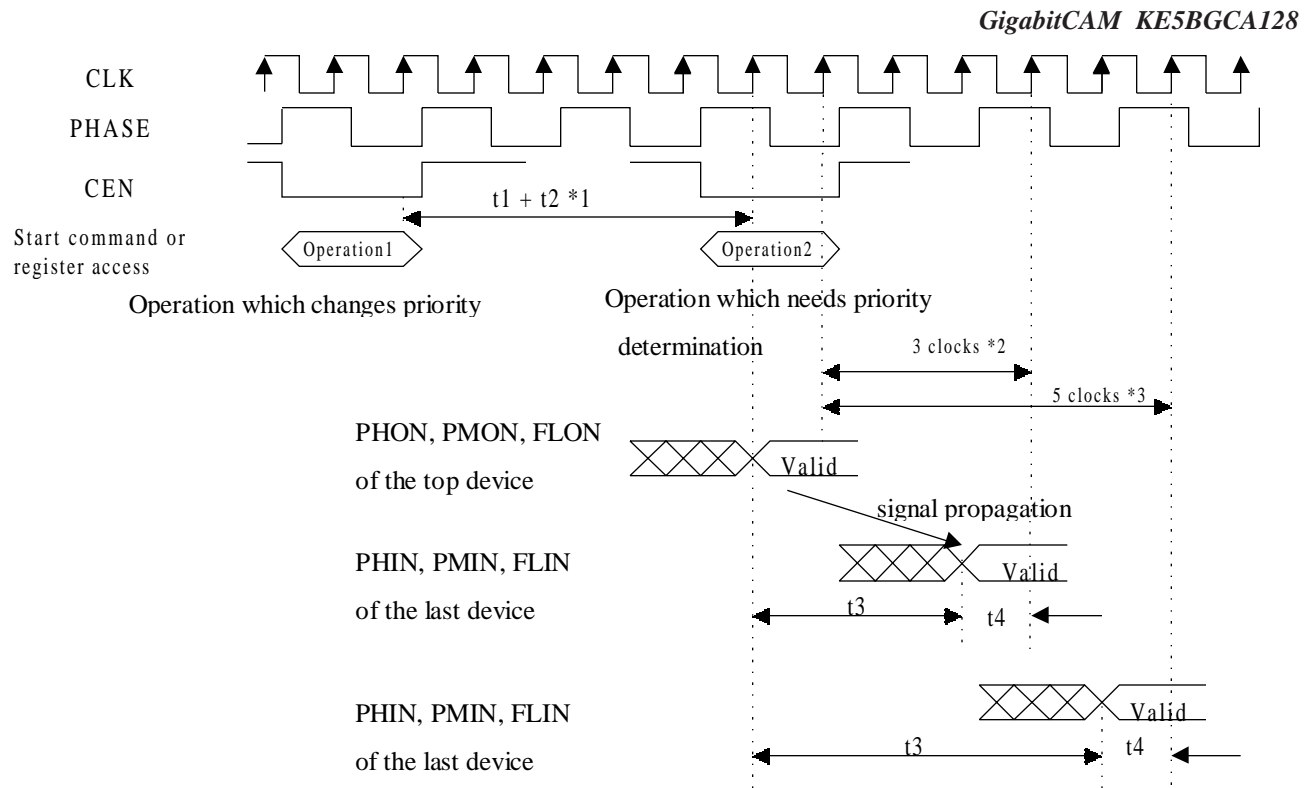 GigabitCAM KE5BGCA128
CLK
PHASE
CEN
t1 + t2 *1
Start command or
register access
Operation1
Operation2
Operation which changes priority
Operation which needs priority
determination
3 clocks *2
5 clocks *3
PHON, PMON, FLON
of the top device
Valid
signal propagation
PHIN, PMIN, FLIN
of the last device
Valid
t3
t4
PHIN, PMIN, FLIN
of the last device
Valid
t3
t4